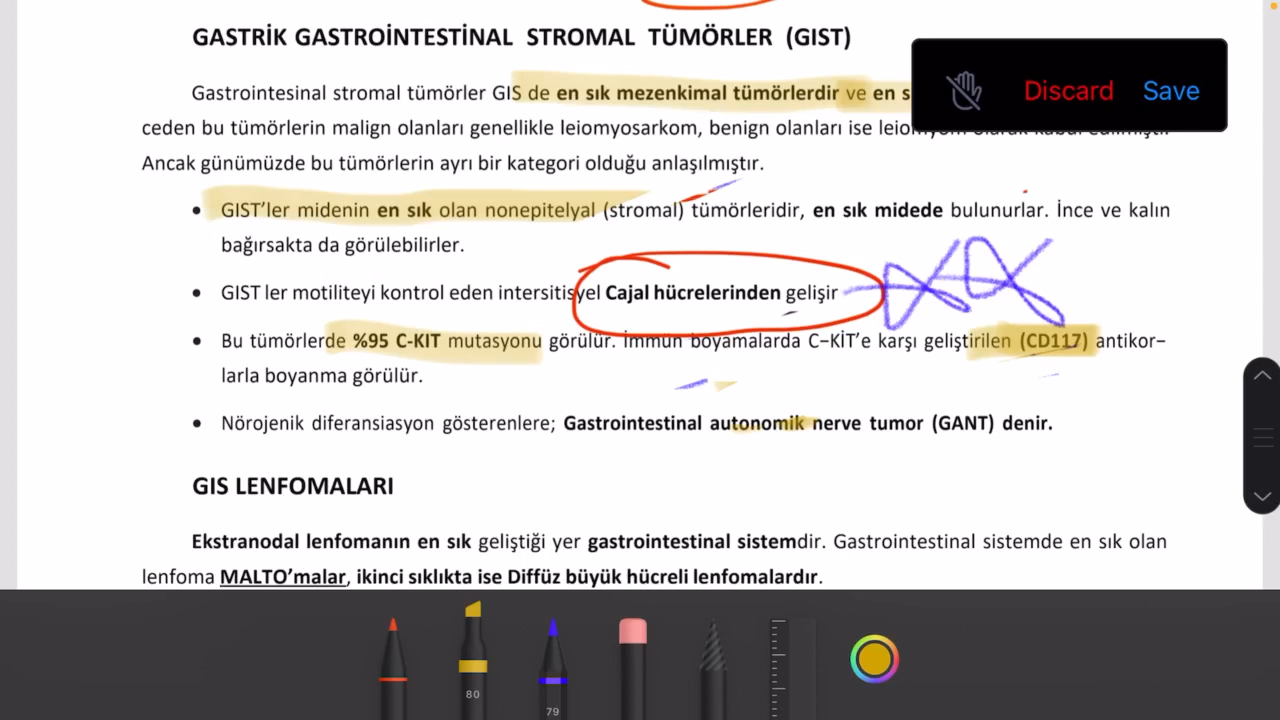 GASTRİK GASTROİNTESTİNAL STROMAL TÜMÖRLER (GIST)
Gastrointesinal stromal tümörler GIS de en sık mezenkimal tümörlerdir ve en
Discard Save
ceden bu tümörlerin malign olanları genellikle leiomyosarkom, benign olanları ise
Ancak günümüzde bu tümörlerin ayrı bir kategori olduğu anlaşılmıştır.
• GIST'ler midenin en sık olan nonepitelyal (stromal) tümörleridir, en sık midede bulunurlar. İnce ve kalın
bağırsakta da görülebilirler.
• GIST ler motiliteyi kontrol eden intersitisyel Cajal hücrelerinden gelişir
• Bu tümörlerde %95 C-KIT mutasyonu görülür. İmmün boyamalarda C−KİT'e karşı geliştirilen (CD117) antikor−
larla boyanma görülür.
• Nörojenik diferansiasyon gösterenlere; Gastrointestinal autonomik nerve tumor (GANT) denir.
GIS LENFOMALARI
Ekstranodal lenfomanın en sık geliştiği yer gastrointestinal sistemdir. Gastrointestinal sistemde en sık olan
lenfoma MALTO'malar, ikinci sıklıkta ise Diffüz büyük hücreli lenfomalardır.
80
79